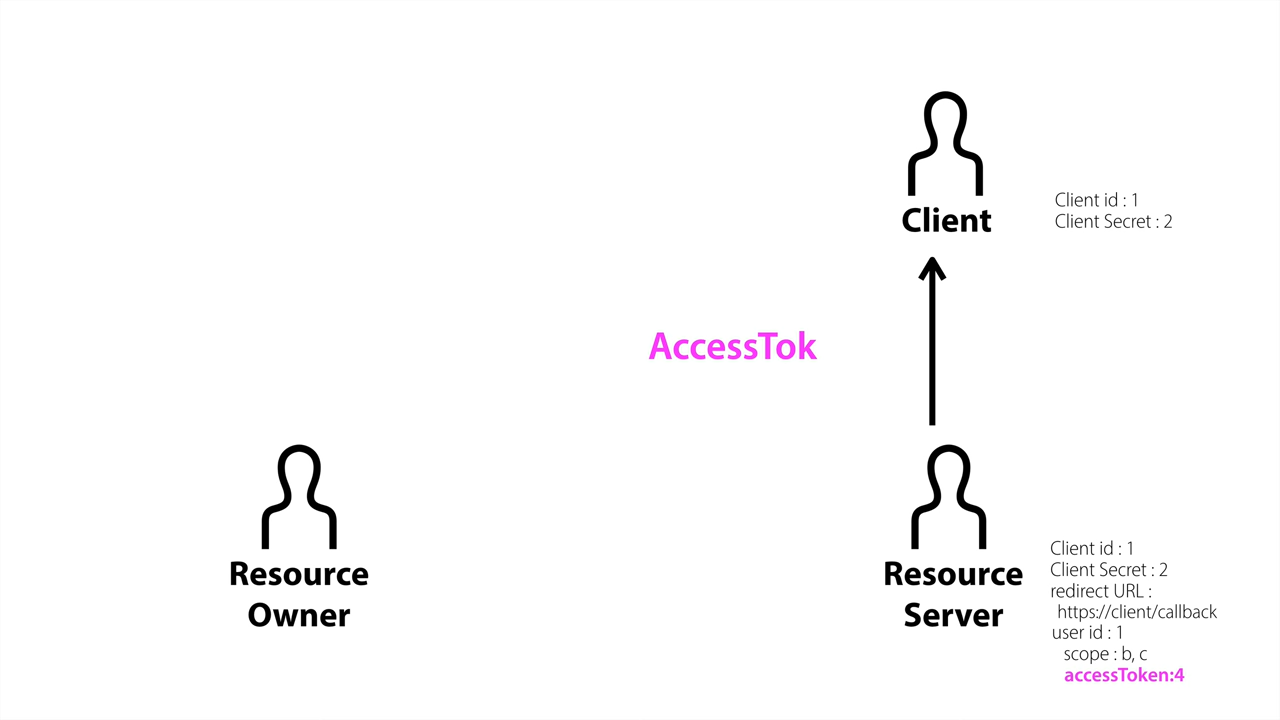 Client
Client id : 1
Client Secret : 2
AccessTok
Resource
Owner
Resource
Server
Client id : 1
Client Secret : 2
redirect URL :
https://client/callback
user id : 1
scope : b, c
accessToken:4